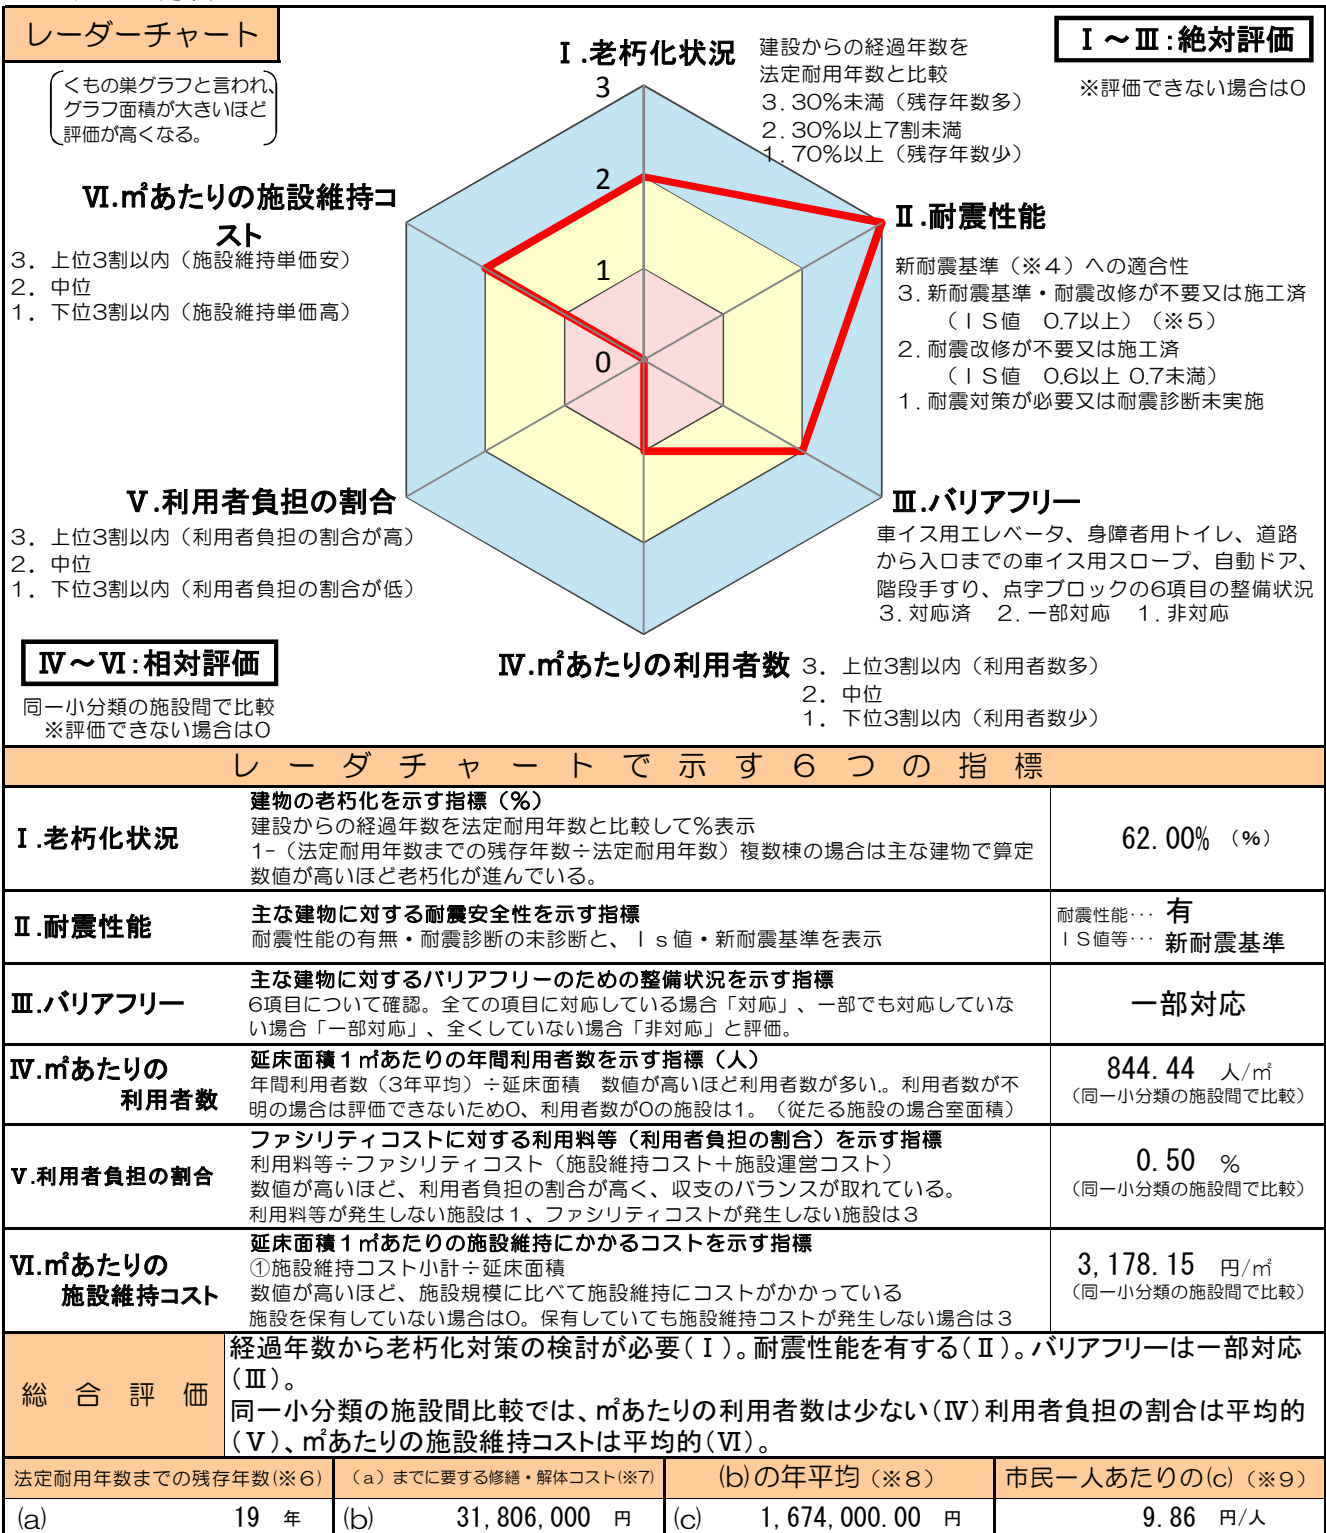 レーダーチャート
くもの巣グラフと言われ、
グラフ面積が大きいほど
評価が高くなる。
Ⅰ～Ⅲ:絶対評価
※評価できない場合は0
Ⅰ.老朽化状況
建設からの経過年数を
法定耐用年数と比較
3. 30%未満（残存年数多）
2. 30%以上7割未満
1. 70%以上（残存年数少）
3
2
1
0
Ⅱ.耐震性能
新耐震基準（※4）への適合性
3. 新耐震基準・耐震改修が不要又は施工済
（ＩＳ値　0.7以上）（※5）
2. 耐震改修が不要又は施工済
（ＩＳ値　0.6以上 0.7未満）
1. 耐震対策が必要又は耐震診断未実施
Ⅵ.㎡あたりの施設維持コ
スト
3. 上位3割以内（施設維持単価安）
2. 中位
1. 下位3割以内（施設維持単価高）
Ⅴ.利用者負担の割合
3. 上位3割以内（利用者負担の割合が高）
2. 中位
1. 下位3割以内（利用者負担の割合が低）
Ⅲ.バリアフリー
車イス用エレベータ、身障者用トイレ、道路
から入口までの車イス用スロープ、自動ドア、
階段手すり、点字ブロックの6項目の整備状況
3. 対応済　2. 一部対応　1. 非対応
Ⅳ～Ⅵ:相対評価
同一小分類の施設間で比較
※評価できない場合は0
Ⅳ.㎡あたりの利用者数
3. 上位3割以内（利用者数多）
2. 中位
1. 下位3割以内（利用者数少）
レーダチャートで示す6つの指標
Ⅰ.老朽化状況
建物の老朽化を示す指標（%）
建設からの経過年数を法定耐用年数と比較して%表示
1-（法定耐用年数までの残存年数÷法定耐用年数）複数棟の場合は主な建物で算定
数値が高いほど老朽化が進んでいる。
62.00%（%）
Ⅱ.耐震性能
主な建物に対する耐震安全性を示す指標
耐震性能の有無・耐震診断の未診断と、Ｉｓ値・新耐震基準を表示
耐震性能… 有
ＩＳ値等… 新耐震基準
Ⅲ.バリアフリー
主な建物に対するバリアフリーのための整備状況を示す指標
6項目について確認。全ての項目に対応している場合「対応」、一部でも対応していな
い場合「一部対応」、全くしていない場合「非対応」と評価。
一部対応
Ⅳ.㎡あたりの
利用者数
延床面積１㎡あたりの年間利用者数を示す指標（人）
年間利用者数（3年平均）÷延床面積　数値が高いほど利用者数が多い。利用者数が不
明の場合は評価できないため0、利用者数が0の施設は1。（従たる施設の場合室面積）
844.44 人/㎡
（同一小分類の施設間で比較）
Ⅴ.利用者負担の割合
ファシリティコストに対する利用料等（利用者負担の割合）を示す指標
利用料等÷ファシリティコスト（施設維持コスト＋施設運営コスト）
数値が高いほど、利用者負担の割合が高く、収支のバランスが取れている。
利用料等が発生しない施設は１、ファシリティコストが発生しない施設は３
0.50 %
（同一小分類の施設間で比較）
Ⅵ.㎡あたりの
施設維持コスト
延床面積１㎡あたりの施設維持にかかるコストを示す指標
①施設維持コスト小計÷延床面積
数値が高いほど、施設規模に比べて施設維持にコストがかかっている
施設を保有していない場合は0。保有していても施設維持コストが発生しない場合は３
3,178.15 円/㎡
（同一小分類の施設間で比較）
総合評価
経過年数から老朽化対策の検討が必要(Ⅰ)。耐震性能を有する(Ⅱ)。バリアフリーは一部対応
(Ⅲ)。
同一小分類の施設間比較では、㎡あたりの利用者数は少ない(Ⅳ)利用者負担の割合は平均的
(Ⅴ)、㎡あたりの施設維持コストは平均的(Ⅵ)。
法定耐用年数までの残存年数(※6)
（a）までに要する修繕・解体コスト(※7)
(b)の年平均（※8）
市民一人あたりの(c)（※9）
(a) 19 年
(b) 31,806,000 円
(c) 1,674,000.00 円
9.86 円/人